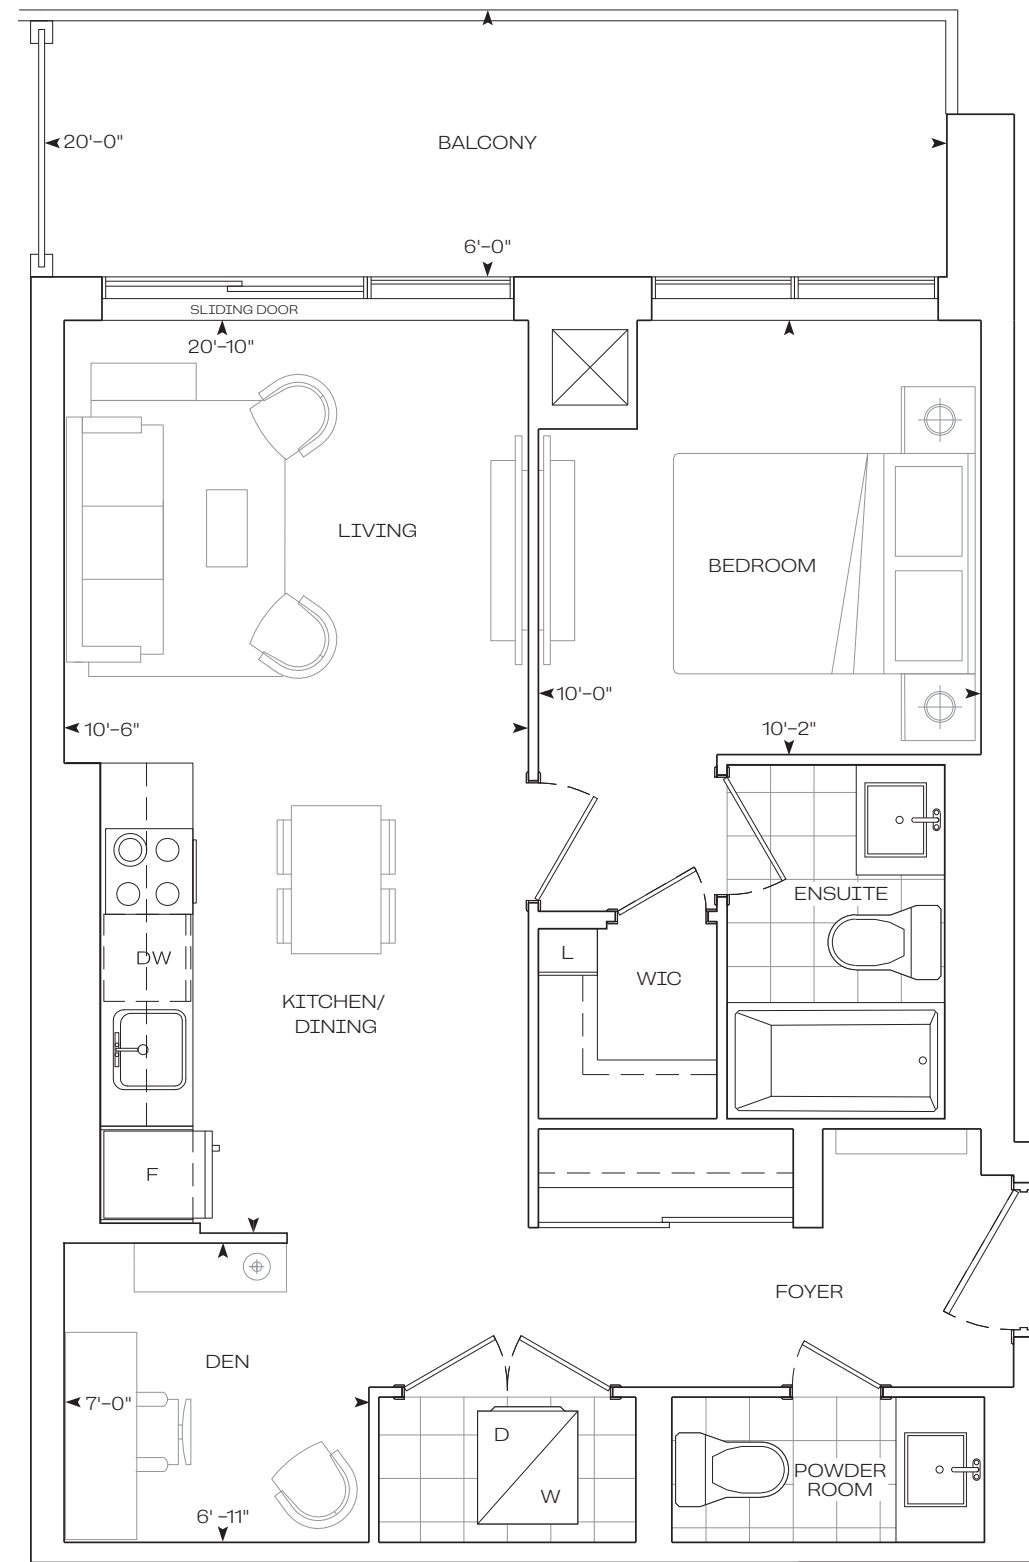 20'-0"
BALCONY
6'-0"
SLIDING DOOR
20'-10"
LIVING
BEDROOM
10'-0"
10'-6"
10'-2"
ENSUITE
DW
L
WIC
KITCHEN/
DINING
F
FOYER
DEN
7'-0"
D
W
POWDER
ROOM
6' -11"